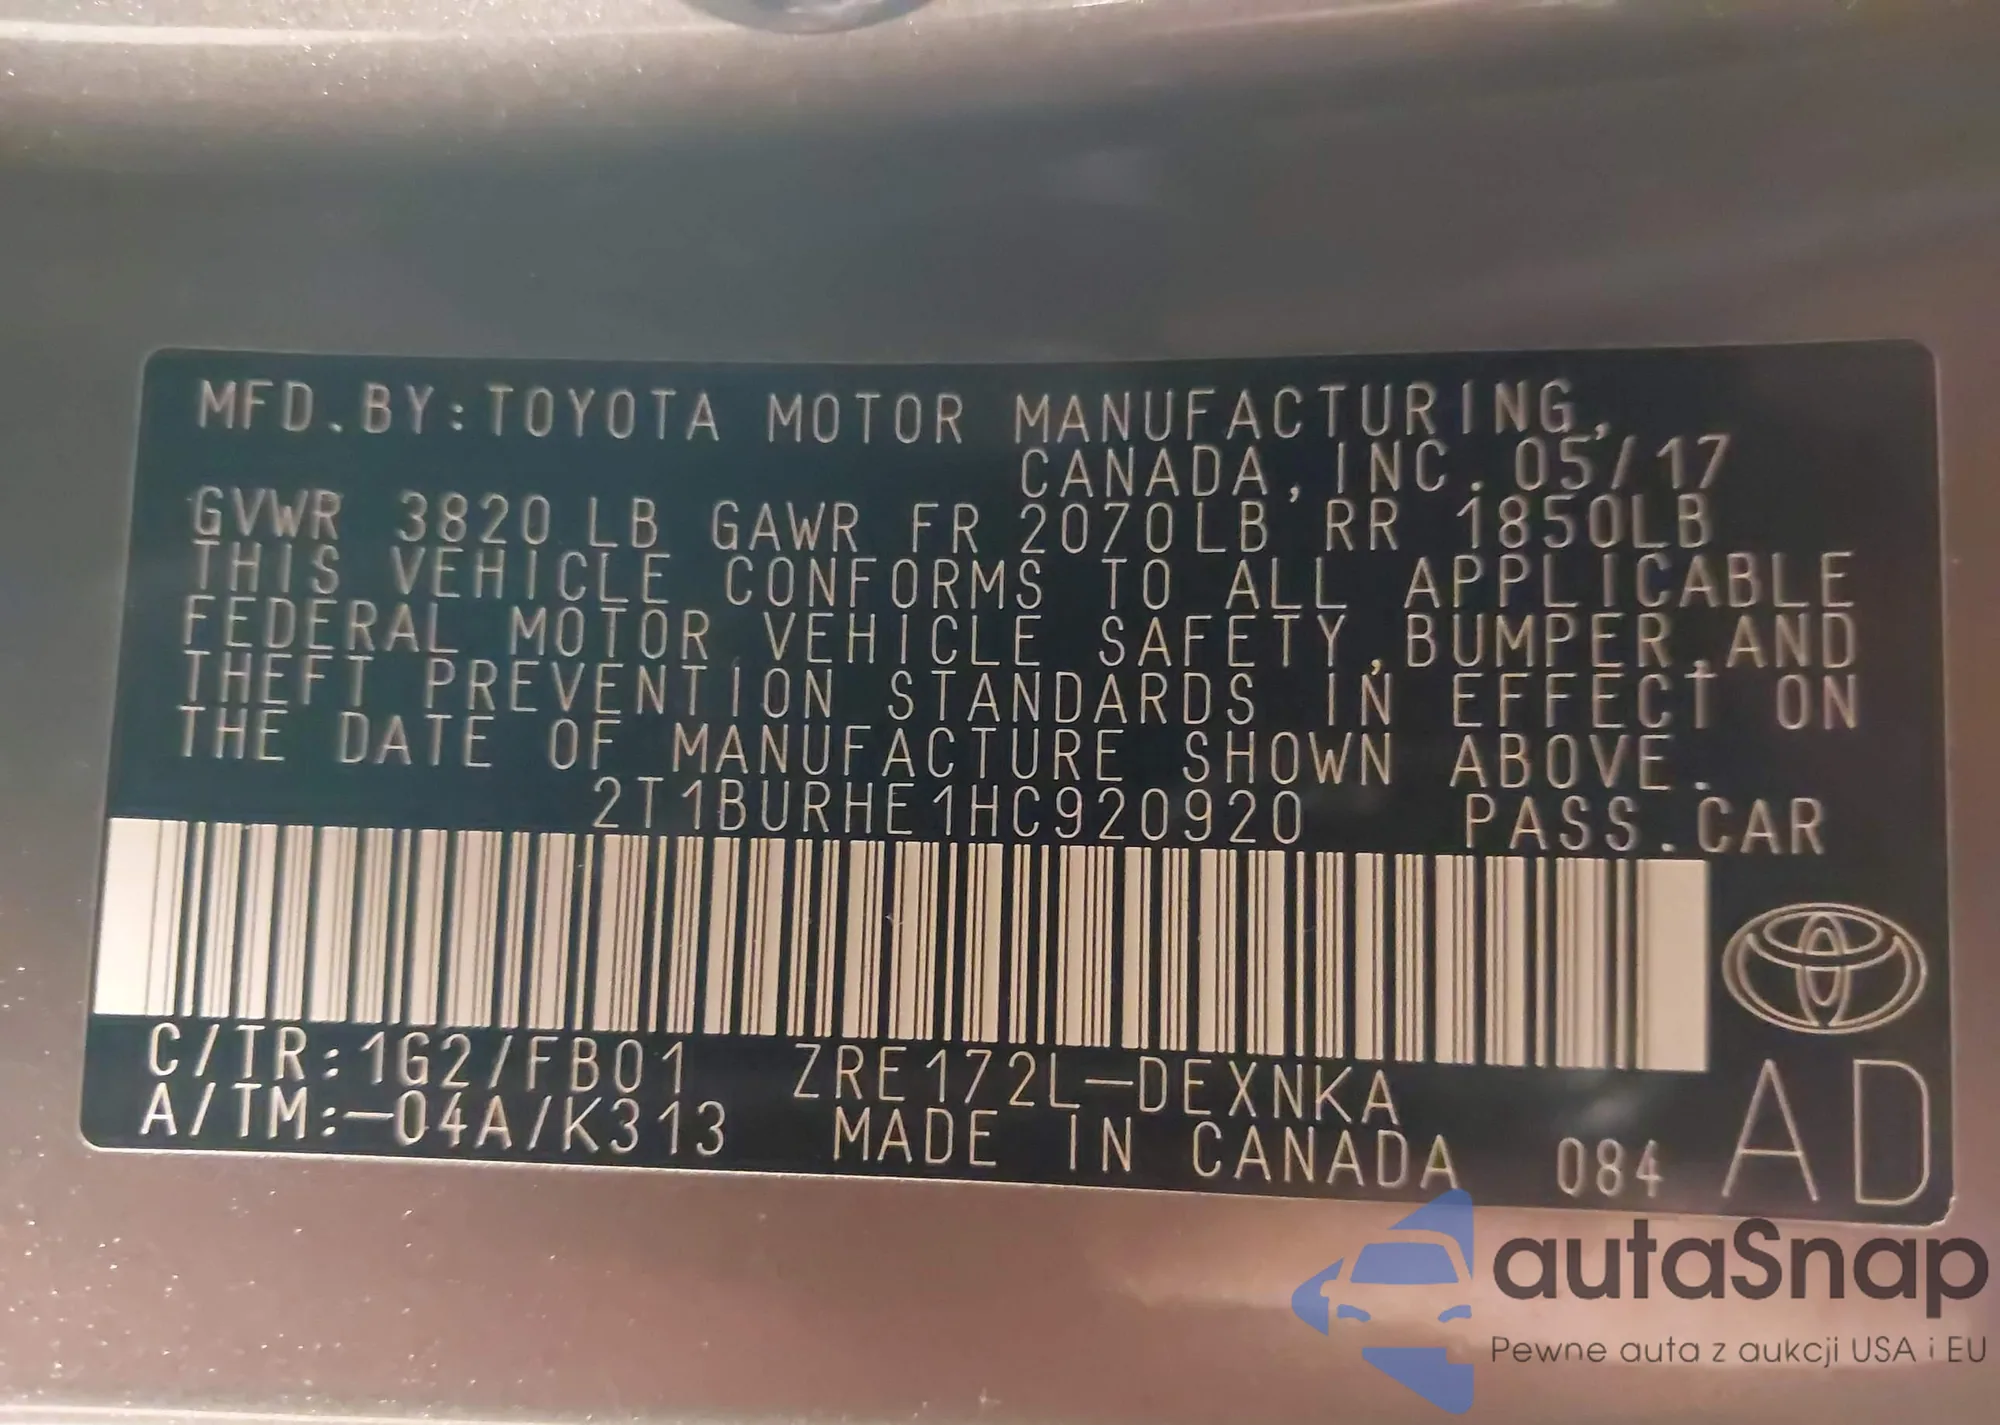 MFD.BY:TOYOTA MOTOR MANUFACTURING,
CANADA, INC. 05/17
GVWR 3820 LB GAWR FR 2070LB RR 1850LB
THIS VEHICLE CONFORMS TO ALL APPLICABLE
FEDERAL MOTOR VEHICLE SAFETY,BUMPER,AND
THEFT PREVENTION STANDARDS IN EFFECT ON
THE DATE OF MANUFACTURE SHOWN ABOVE.
2T1BURHE1HC920920 PASS.CAR
C/TR:1G2/FB01 ZRE172L-DEXNKA
A/TM:-04A/K313 MADE IN CANADA 084 AD
autaSnap
Pewne auta z aukcji USA i EU